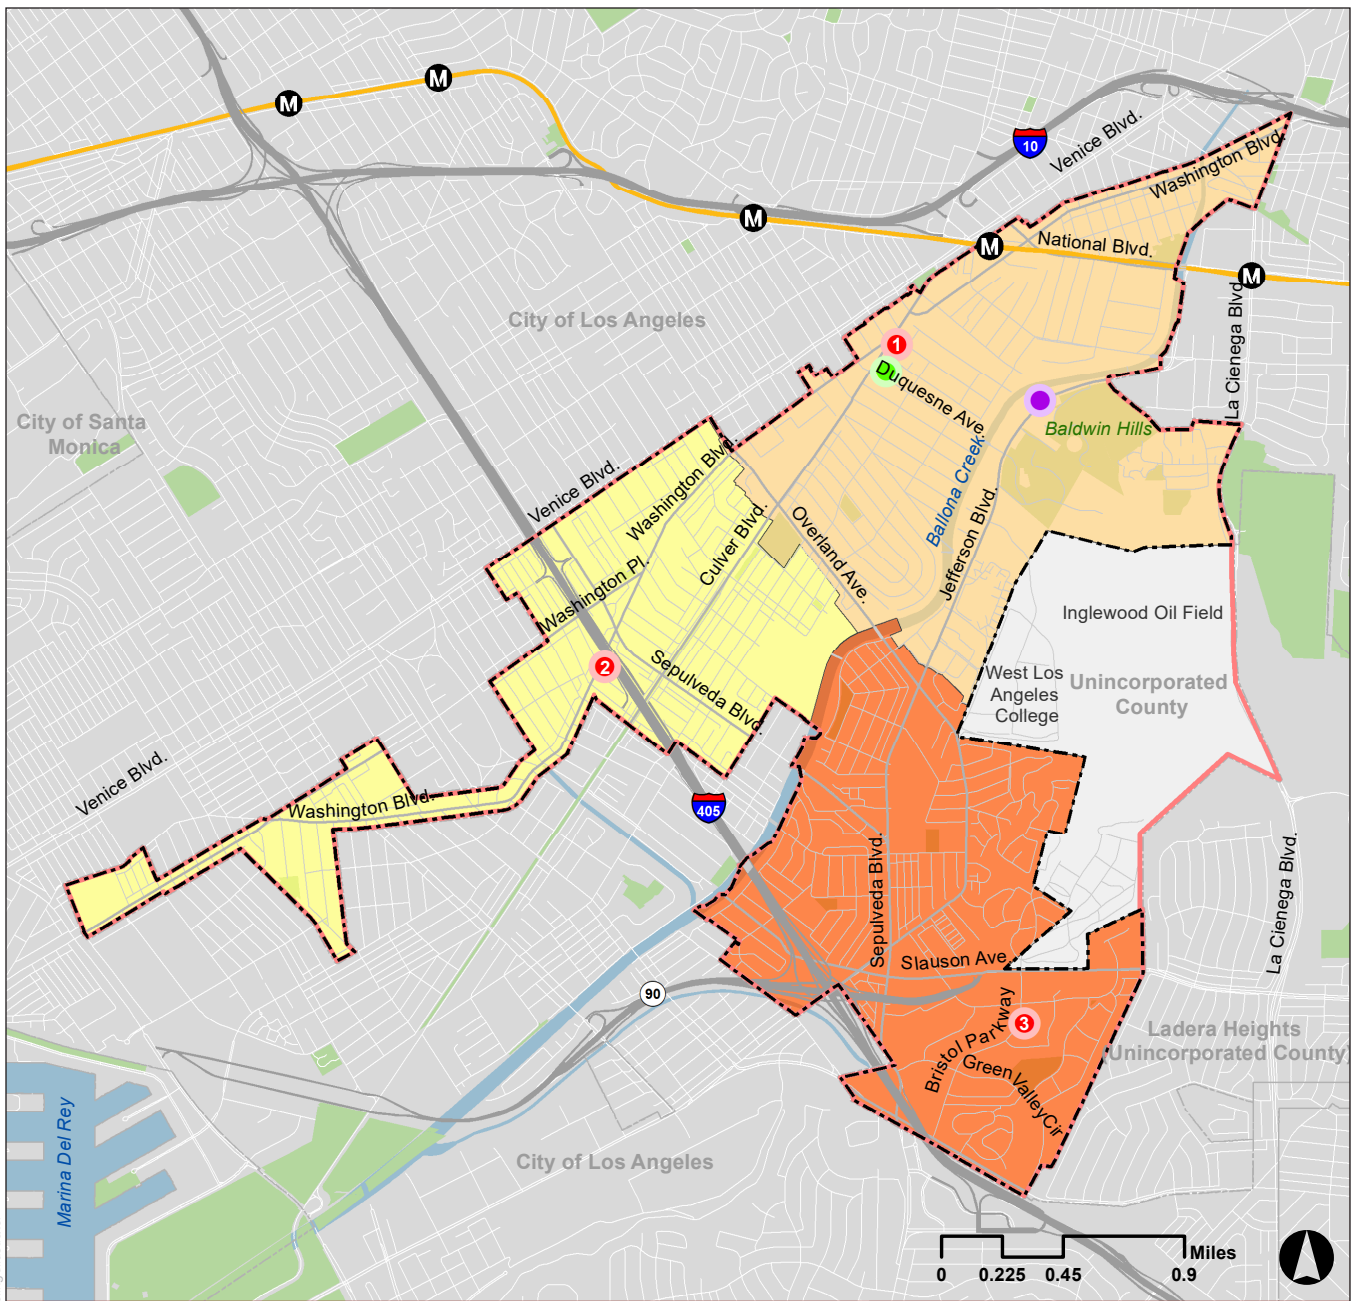 M
M
10
Venice Blvd.
Washington Blvd.
M
M
National Blvd.
M
La Cienega Blvd.
City of Los Angeles
1
Duquesne Ave.
City of Santa
Monica
Baldwin Hills
Venice Blvd.
Washington Blvd.
Culver Blvd.
Overland Ave.
Ballona Creek
Jefferson Blvd.
Washington Pl.
Inglewood Oil Field
2
Sepulveda Blvd.
West Los
Angeles
College
Unincorporated
County
Venice Blvd.
Washington Blvd.
405
Sepulveda Blvd.
La Cienega Blvd.
Slauson Ave
90
3
Bristol Parkway
Green Valley Cir
Ladera Heights
(Unincorporated County)
Marina Del Rey
City of Los Angeles
Miles
0 0.225 0.45 0.9